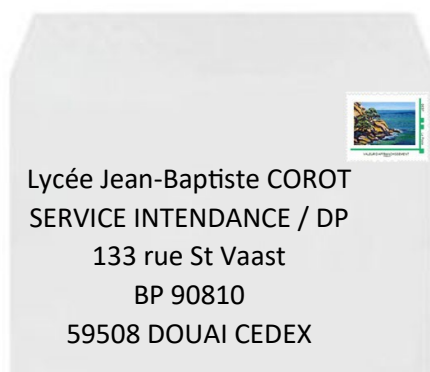 Lycée Jean-Baptiste COROT
SERVICE INTENDANCE / DP
133 rue St Vaast
BP 90810
59508 DOUAI CEDEX